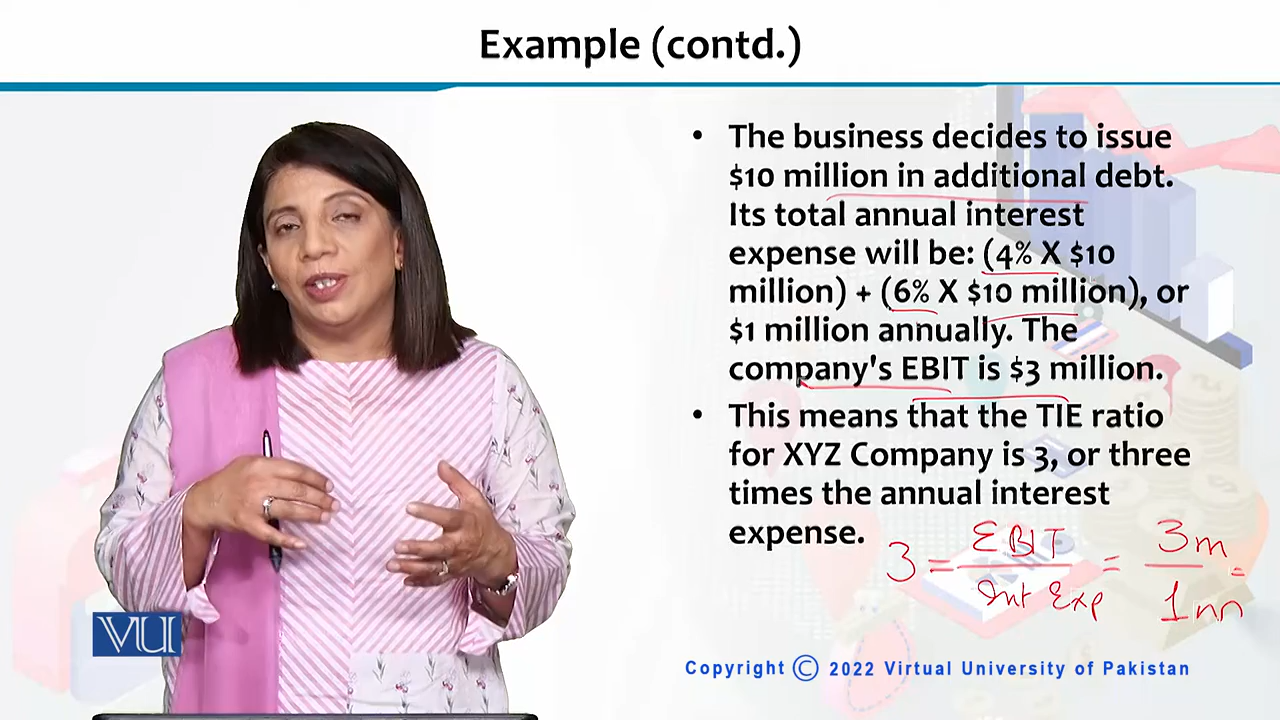 Example (contd.)
• The business decides to issue
$10 million in additional debt.
Its total annual interest
expense will be: (4% X $10
million) + (6% X $10 million), or
$1 million annually. The
company's EBIT is $3 million.
• This means that the TIE ratio
for XYZ Company is 3, or three
times the annual interest
expense.
3 = EBIT / Int Exp = 3m / 1m =
VU
Copyright © 2022 Virtual University of Pakistan